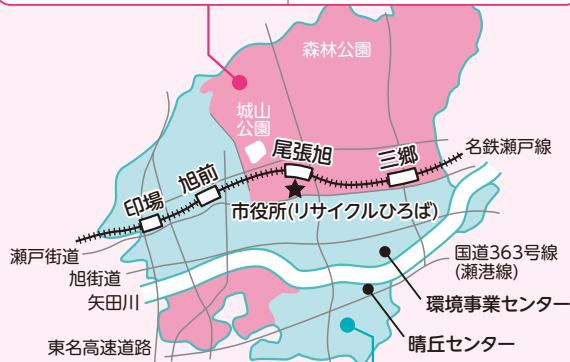 森林公園
城山
公園
尾張旭
三郷
名鉄瀬戸線
旭前
印場
市役所(リサイクルひろば)
瀬戸街道
国道363号線
(瀬港線)
旭街道
矢田川
環境事業センター
晴丘センター
東名高速道路